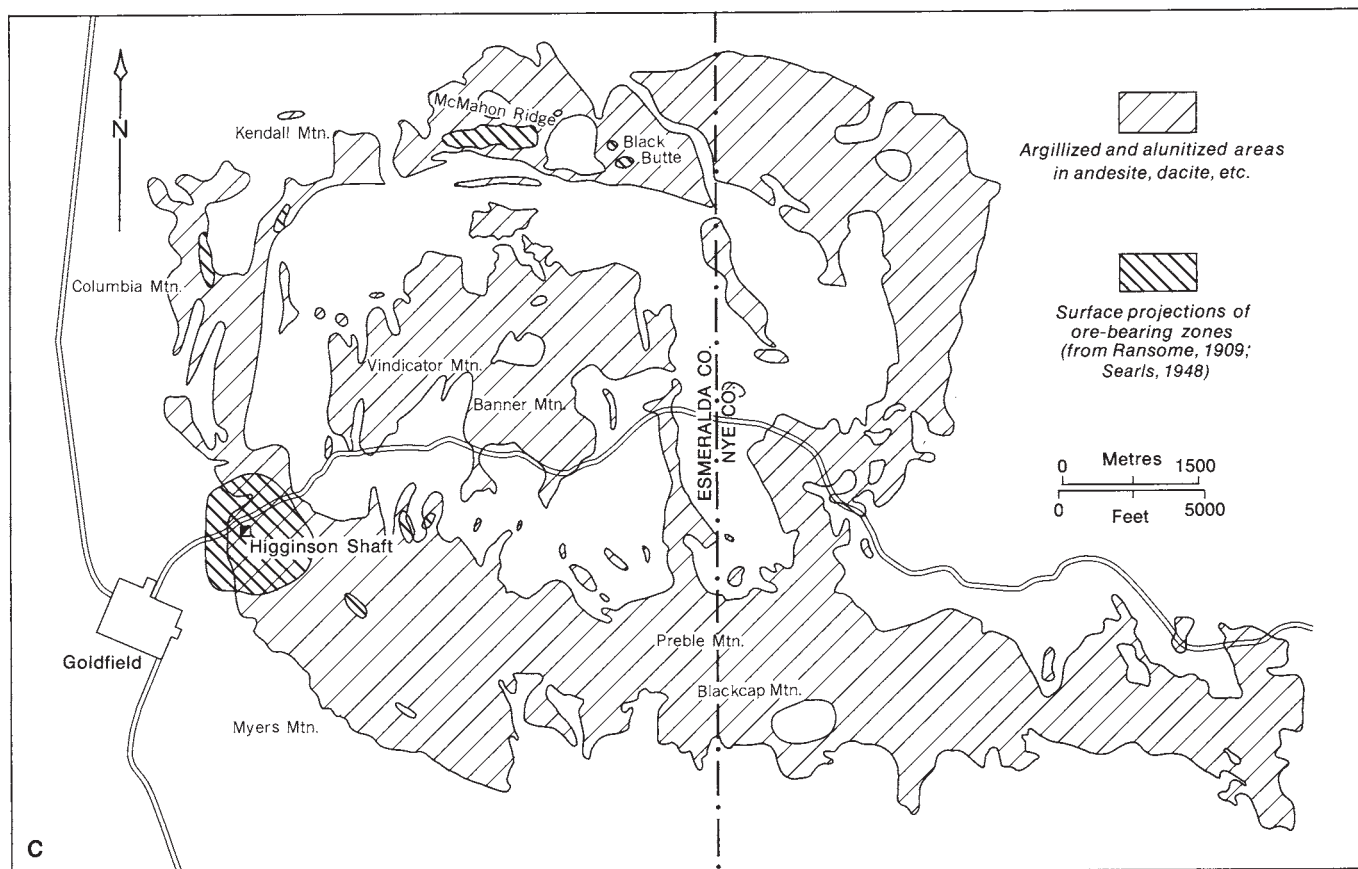 N
McMahon Ridge
Kendall Mtn.
Black
Butte
Argillized and alunitized areas
in andesite, dacite, etc.
Columbia Mtn.
Surface projections of
ore-bearing zones
(from Ransome, 1909;
Searls, 1948)
Vindicator Mtn.
Banner Mtn.
ESMERALDA CO.
NYE CO.
0 Metres 1500
0 Feet 5000
Higginson Shaft
Goldfield
Preble Mtn.
Blackcap Mtn.
Myers Mtn.
C